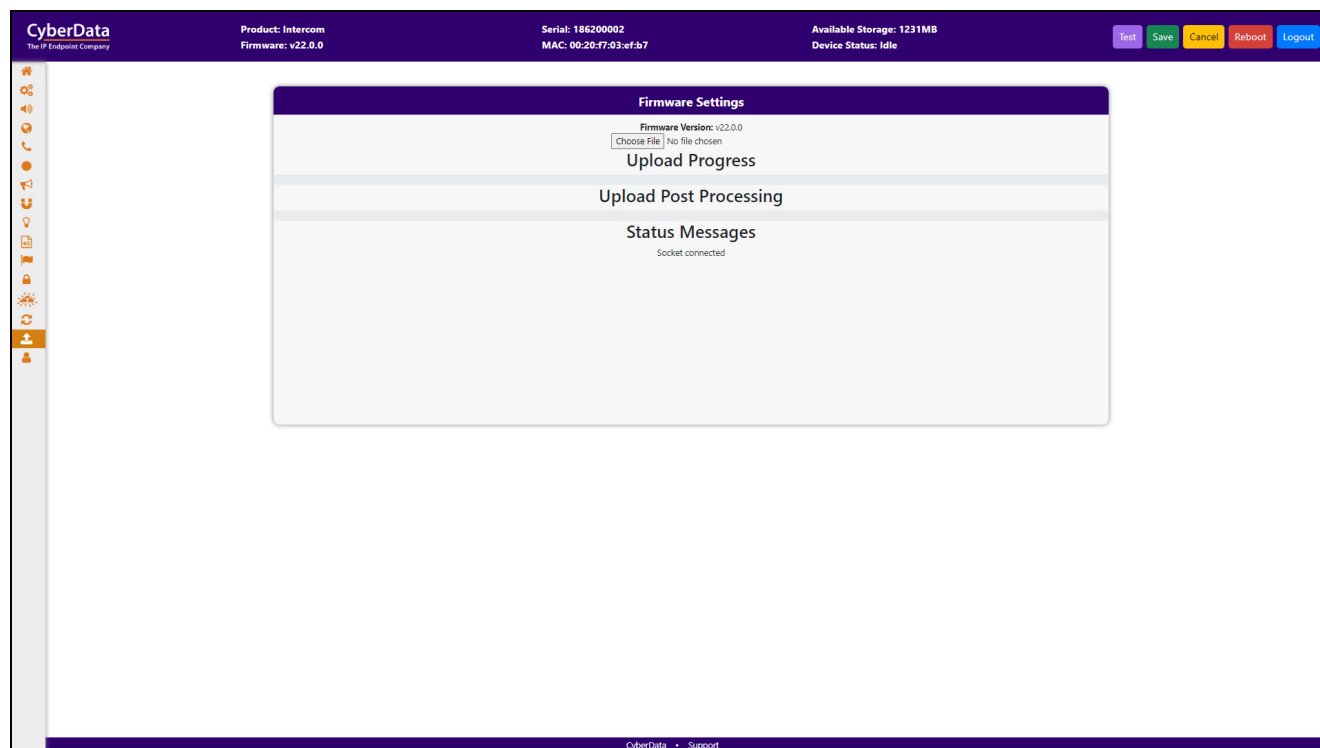 CyberData
The IP Endpoint Company
Product: Intercom
Firmware: v22.0.0
Serial: 186200002
MAC: 00:20:f7:03:ef:b7
Available Storage: 1231MB
Device Status: Idle
Test Save Cancel Reboot Logout
Firmware Settings
Firmware Version: v22.0.0
Choose File No file chosen
Upload Progress
Upload Post Processing
Status Messages
Socket connected
CyberData • Support